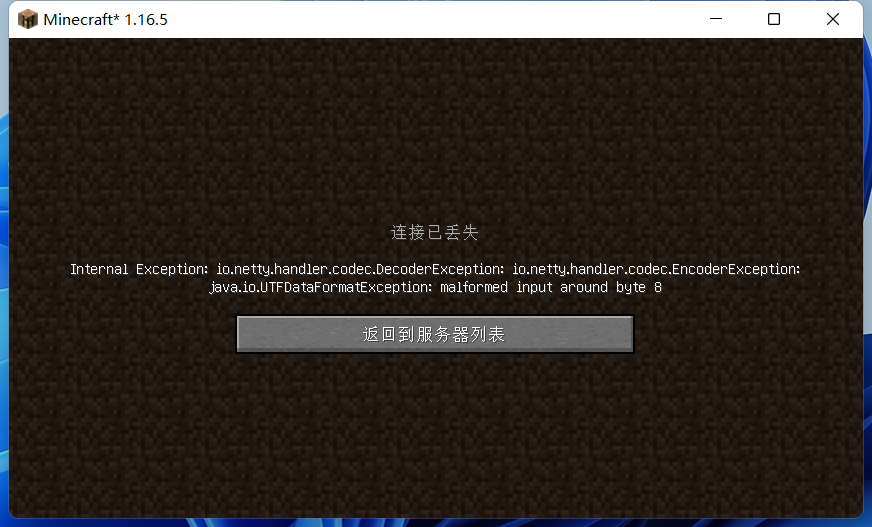 Minecraft* 1.16.5
连接已丢失
Internal Exception: io.netty.handler.codec.DecoderException: io.netty.handler.codec.EncoderException:
java.io.UTFDataFormatException: malformed input around byte 8
返回到服务器列表